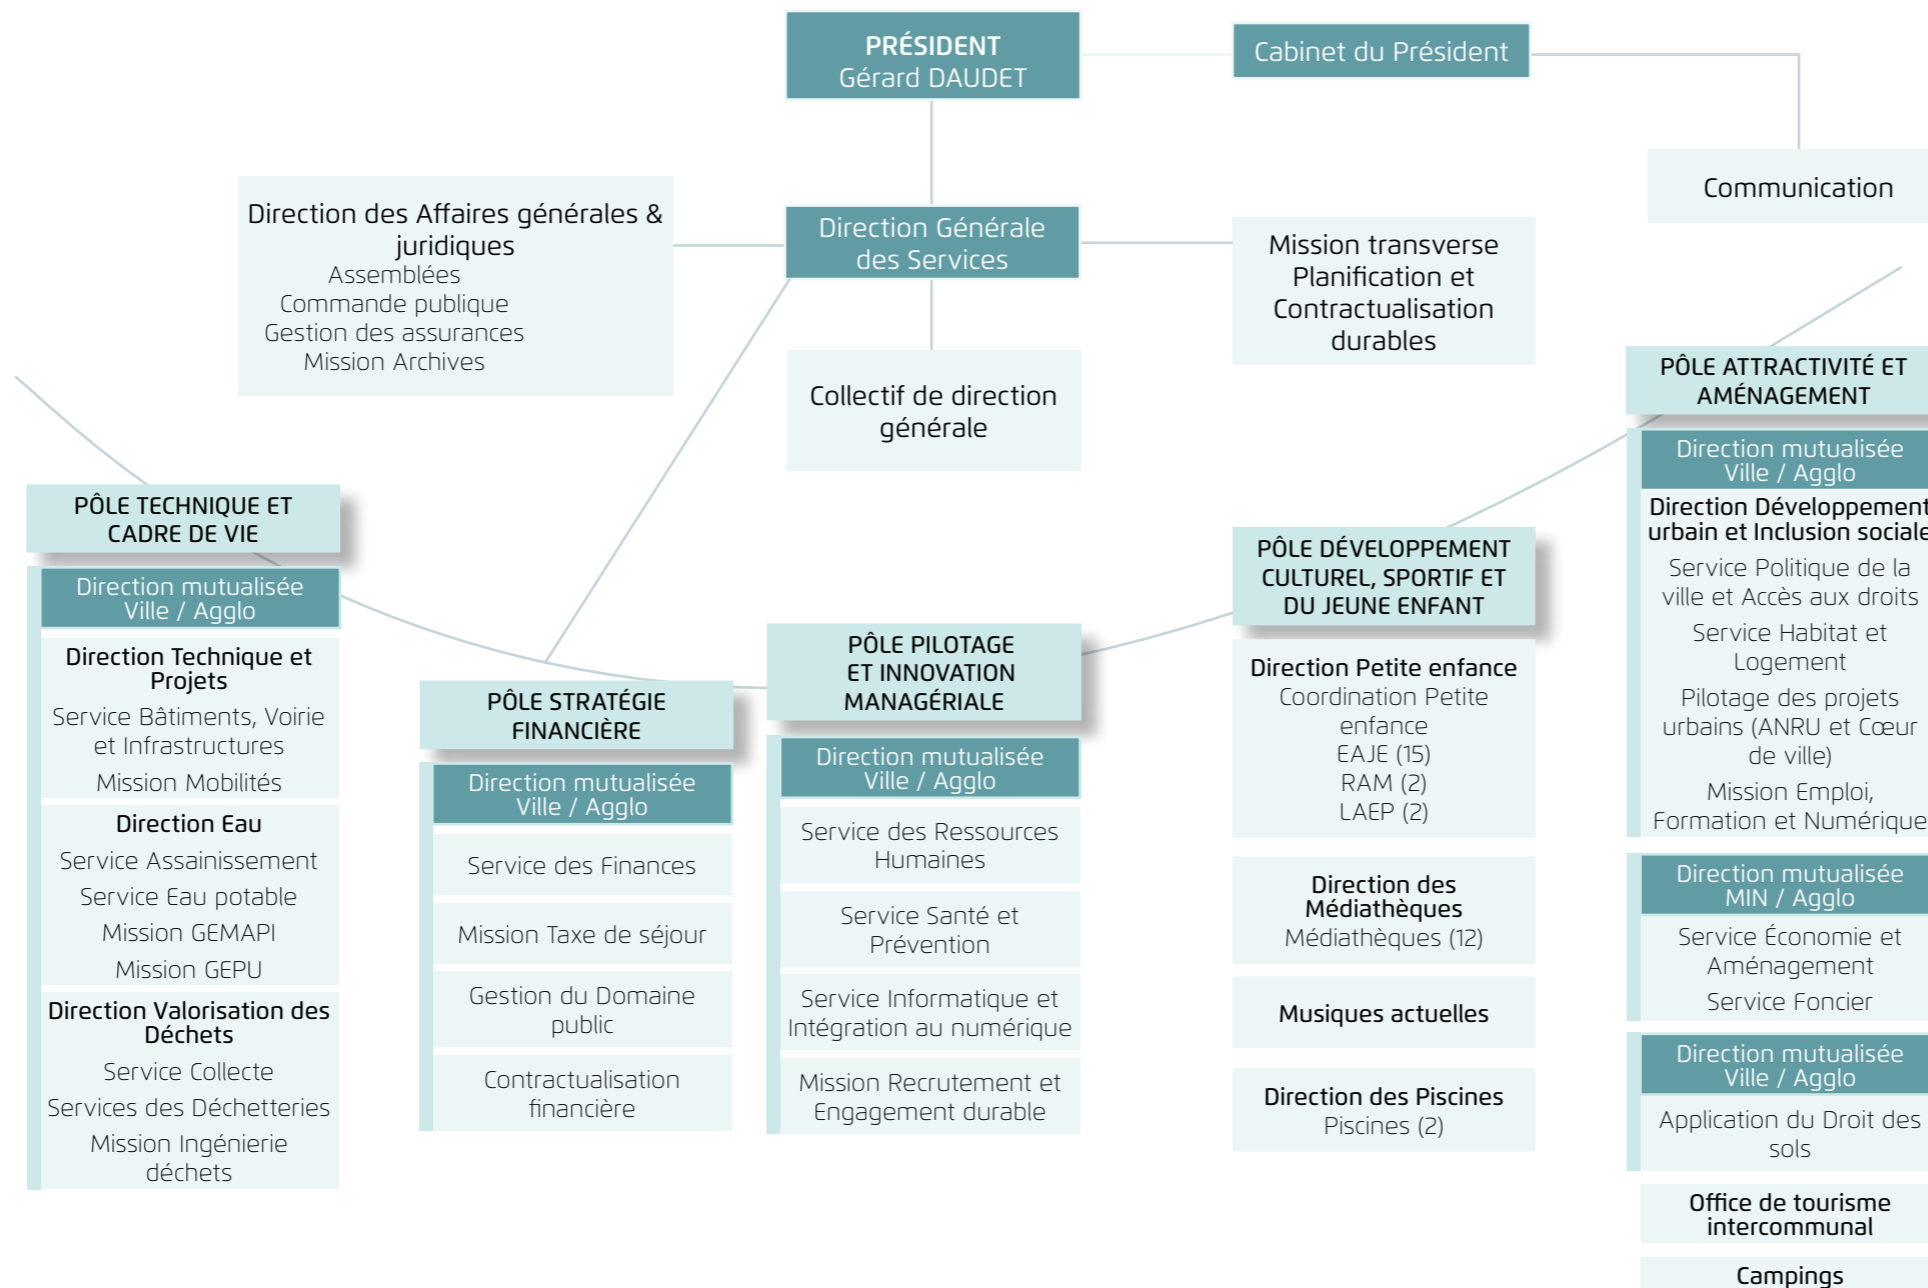 PRÉSIDENT
Gérard DAUDET
Cabinet du Président
Communication
Direction des Affaires générales &
juridiques
Assemblées
Commande publique
Gestion des assurances
Mission Archives
Direction Générale
des Services
Mission transverse
Planification et
Contractualisation
durables
Collectif de direction
générale
PÔLE TECHNIQUE ET
CADRE DE VIE
Direction mutualisée
Ville / Agglo
Direction Technique et
Projets
Service Bâtiments, Voirie
et Infrastructures
Mission Mobilités
Direction Eau
Service Assainissement
Service Eau potable
Mission GEMAPI
Mission GEPU
Direction Valorisation des
Déchets
Service Collecte
Services des Déchetteries
Mission Ingénierie
déchets
PÔLE STRATÉGIE
FINANCIÈRE
Direction mutualisée
Ville / Agglo
Service des Finances
Mission Taxe de séjour
Gestion du Domaine
public
Contractualisation
financière
PÔLE PILOTAGE
ET INNOVATION
MANAGÉRIALE
Direction mutualisée
Ville / Agglo
Service des Ressources
Humaines
Service Santé et
Prévention
Service Informatique et
Intégration au numérique
Mission Recrutement et
Engagement durable
PÔLE DÉVELOPPEMENT
CULTUREL, SPORTIF ET
DU JEUNE ENFANT
Direction Petite enfance
Coordination Petite
enfance
EAJE (15)
RAM (2)
LAEP (2)
Direction des
Médiathèques
Médiathèques (12)
Musiques actuelles
Direction des Piscines
Piscines (2)
PÔLE ATTRACTIVITÉ ET
AMÉNAGEMENT
Direction mutualisée
Ville / Agglo
Direction Développement
urbain et Inclusion sociale
Service Politique de la
ville et Accès aux droits
Service Habitat et
Logement
Pilotage des projets
urbains (ANRU et Cœur
de ville)
Mission Emploi,
Formation et Numérique
Direction mutualisée
MIN / Agglo
Service Économie et
Aménagement
Service Foncier
Direction mutualisée
Ville / Agglo
Application du Droit des
sols
Office de tourisme
intercommunal
Campings